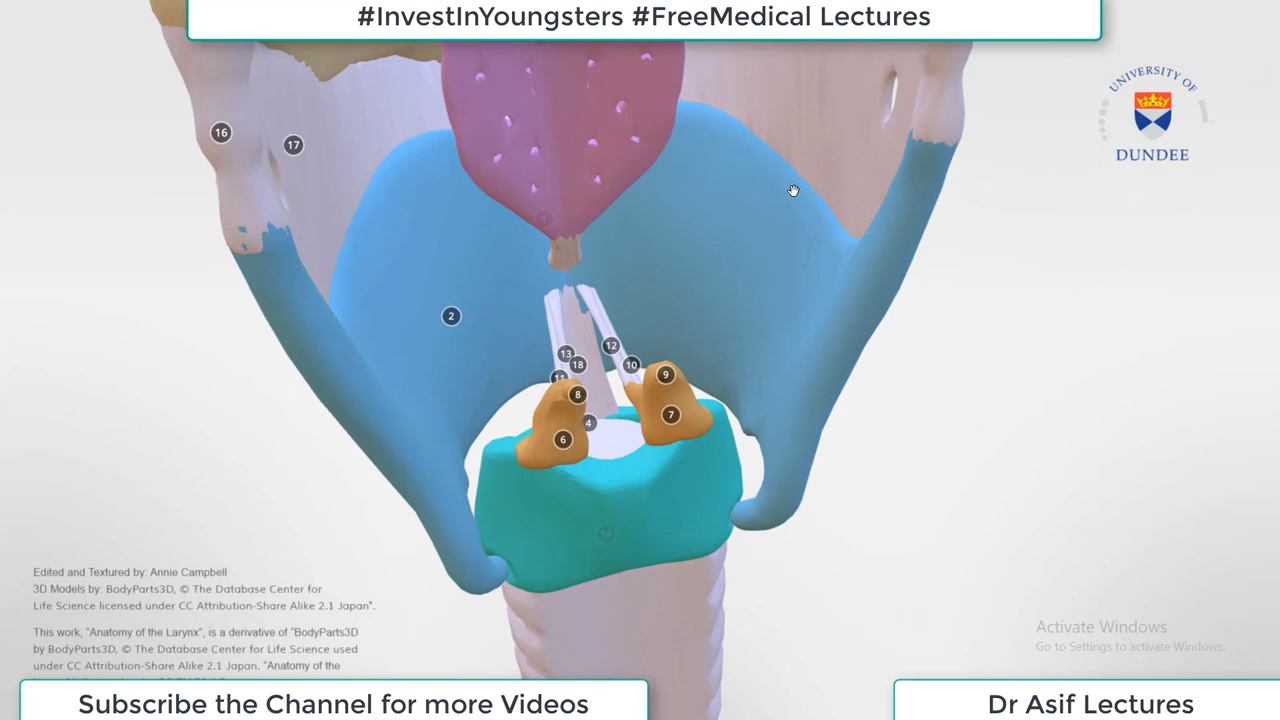 #InvestInYoungsters #FreeMedical Lectures
UNIVERSITY OF
DUNDEE
16
17
1
2
12
13
18
10
11
9
8
7
4
6
14
Edited and Textured by: Annie Campbell
3D Models by: BodyParts3D, © The Database Center for
Life Science licensed under CC Attribution-Share Alike 2.1 Japan".
This work, "Anatomy of the Larynx", is a derivative of "BodyParts3D
by BodyParts3D, © The Database Center for Life Science used
under CC Attribution-Share Alike 2.1 Japan. "Anatomy of the
Activate Windows
Go to Settings to activate Windows.
Subscribe the Channel for more Videos
Dr Asif Lectures